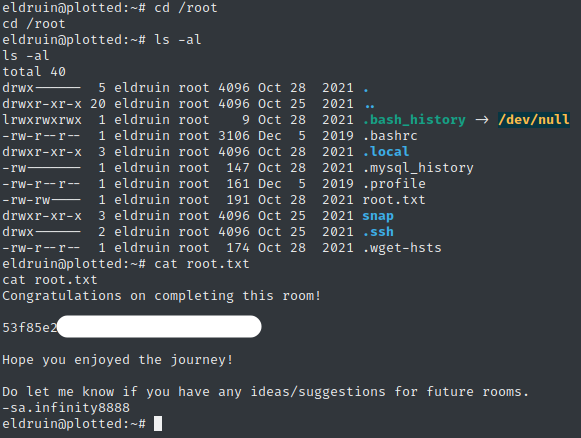 eldruin@plotted:~# cd /root
cd /root
eldruin@plotted:~# ls -al
ls -al
total 40
drwx------  5 eldruin root 4096 Oct 28  2021 .
drwxr-xr-x 20 eldruin root 4096 Oct 25  2021 ..
lrwxrwxrwx  1 eldruin root    9 Oct 28  2021 .bash_history -> /dev/null
-rw-r--r--  1 eldruin root 3106 Dec  5  2019 .bashrc
drwxr-xr-x  3 eldruin root 4096 Oct 28  2021 .local
-rw-------  1 eldruin root  147 Oct 28  2021 .mysql_history
-rw-r--r--  1 eldruin root  161 Dec  5  2019 .profile
-rw-rw----  1 eldruin root  191 Oct 28  2021 root.txt
drwxr-xr-x  3 eldruin root 4096 Oct 25  2021 snap
drwx------  2 eldruin root 4096 Oct 25  2021 .ssh
-rw-r--r--  1 eldruin root  174 Oct 28  2021 .wget-hsts
eldruin@plotted:~# cat root.txt
cat root.txt
Congratulations on completing this room!
53f85e2
Hope you enjoyed the journey!
Do let me know if you have any ideas/suggestions for future rooms.
-sa.infinity8888
eldruin@plotted:~#